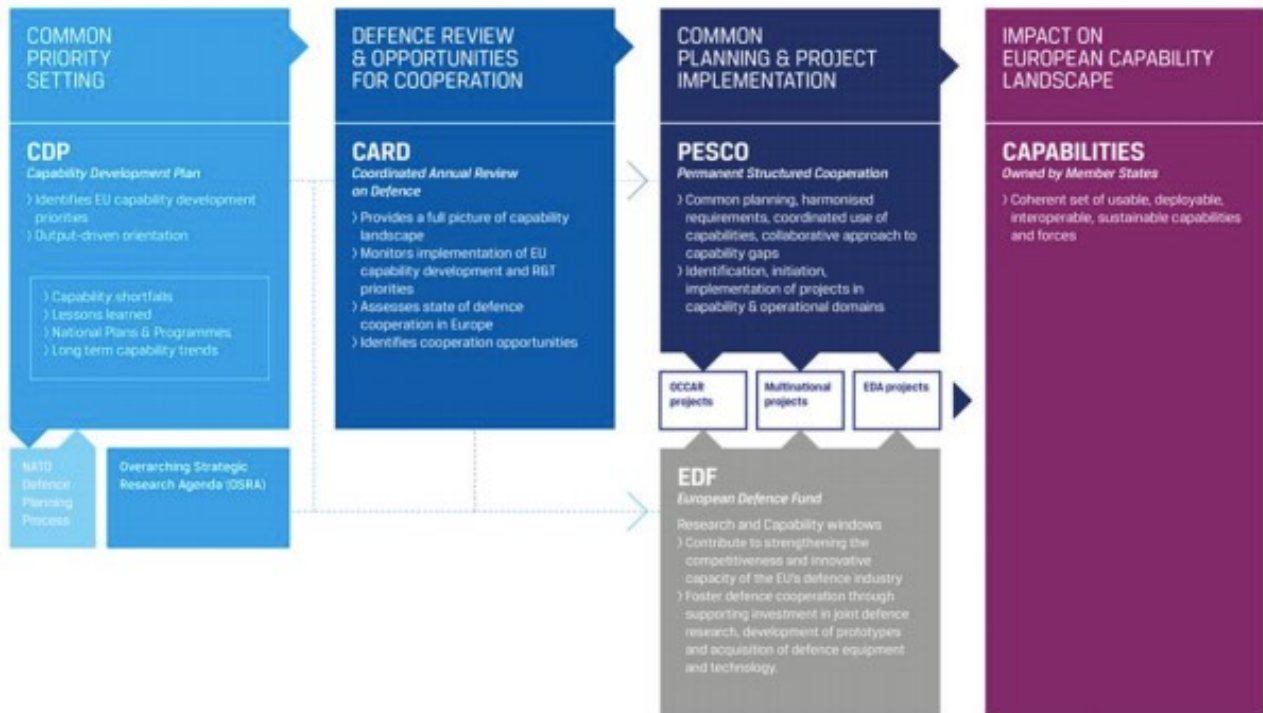 COMMON
PRIORITY
SETTING
CDP
Capability Development Plan
› Identifies EU capability development
priorities
› Output-driven orientation
› Capability shortfalls
› Lessons learned
› National Plans & Programmes
› Long term capability trends
NATO
Defence
Planning
Process
Overarching Strategic
Research Agenda (OSRA)
DEFENCE REVIEW
& OPPORTUNITIES
FOR COOPERATION
CARD
Coordinated Annual Review
on Defence
› Provides a full picture of capability
landscape
› Monitors implementation of EU
capability development and R&T
priorities
› Assesses state of defence
cooperation in Europe
› Identifies cooperation opportunities
COMMON
PLANNING & PROJECT
IMPLEMENTATION
PESCO
Permanent Structured Cooperation
› Common planning, harmonised
requirements, coordinated use of
capabilities, collaborative approach to
capability gaps
› Identification, initiation,
implementation of projects in
capability & operational domains
OCCAR
projects
Multinational
projects
EDA projects
EDF
European Defence Fund
Research and Capability windows
› Contribute to strengthening the
competitiveness and innovative
capacity of the EU's defence industry
› Foster defence cooperation through
supporting investment in joint defence
research, development of prototypes
and acquisition of defence equipment
and technology.
IMPACT ON
EUROPEAN CAPABILITY
LANDSCAPE
CAPABILITIES
Owned by Member States
› Coherent set of usable, deployable,
interoperable, sustainable capabilities
and forces